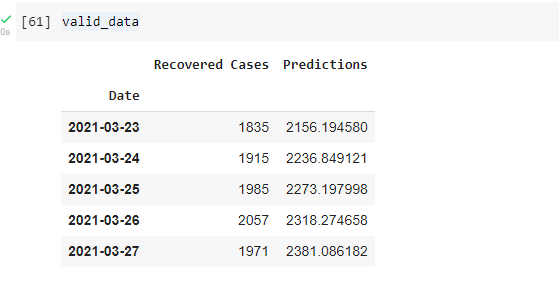 [61] valid_data
0s
Recovered Cases Predictions
Date
2021-03-23 1835 2156.194580
2021-03-24 1915 2236.849121
2021-03-25 1985 2273.197998
2021-03-26 2057 2318.274658
2021-03-27 1971 2381.086182